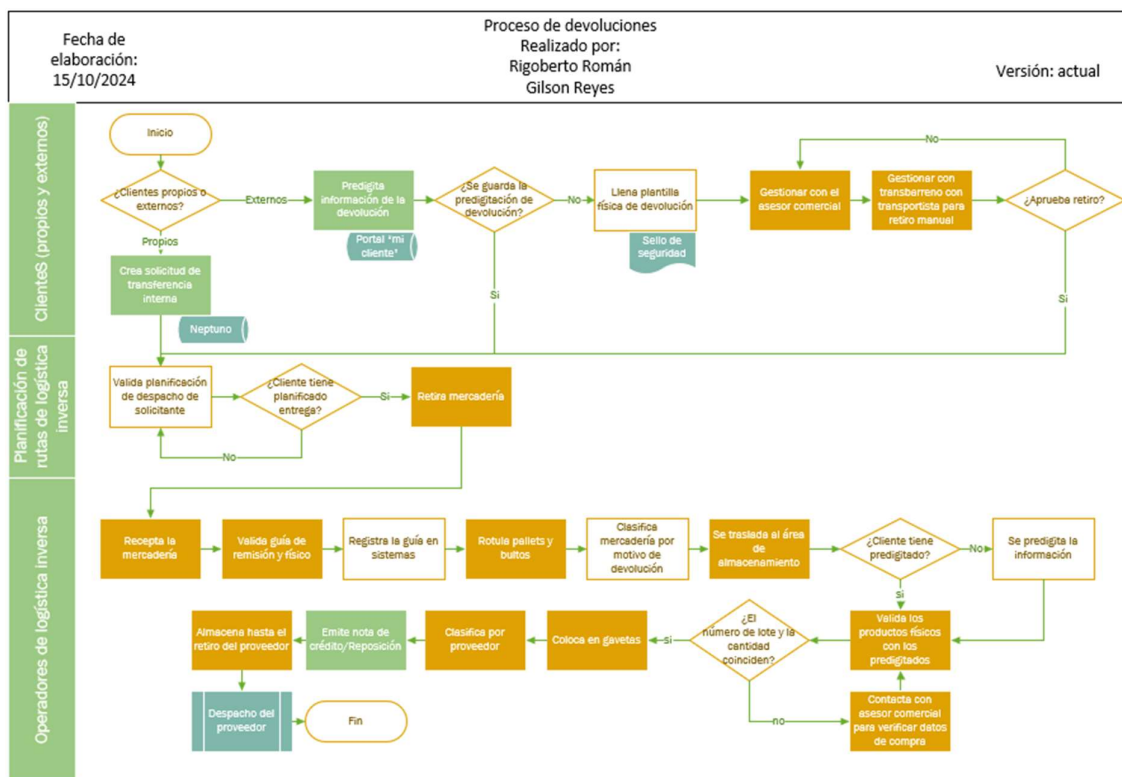 Fecha de
elaboración:
15/10/2024
Proceso de devoluciones
Realizado por:
Rigoberto Román
Gilson Reyes
Versión: actual
Clientes (propios y externos)
Inicio
¿Clientes propios o
externos?
Externos
Propios
Predigita
información de la
devolución
Portal "mi
cliente"
¿Se guarda la
predigitación de
devolución?
No
Si
Llena plantilla
física de devolución
Sello de
seguridad
Gestionar con el
asesor comercial
Gestionar con
transbarreno con
transportista para
retiro manual
¿Aprueba retiro?
No
Si
Crea solicitud de
transferencia
interna
Neptuno
Planificación de
rutas de logística
inversa
Valida planificación
de despacho de
solicitante
¿Cliente tiene
planificado
entrega?
Si
No
Retira mercadería
Operadores de logística inversa
Recepta la
mercadería
Valida guía de
remisión y físico
Registra la guía en
sistemas
Rotula pallets y
bultos
Clasifica
mercadería por
motivo de
devolución
Se traslada al área
de
almacenamiento
¿Cliente tiene
predigitado?
No
si
Se predigita la
información
Valida los
productos físicos
con los
predigitados
¿El
número de lote y la
cantidad
coinciden?
si
no
Contacta con
asesor comercial
para verificar datos
de compra
Coloca en gavetas
Clasifica por
proveedor
Emite nota de
crédito/Reposición
Almacena hasta el
retiro del proveedor
Despacho del
proveedor
Fin